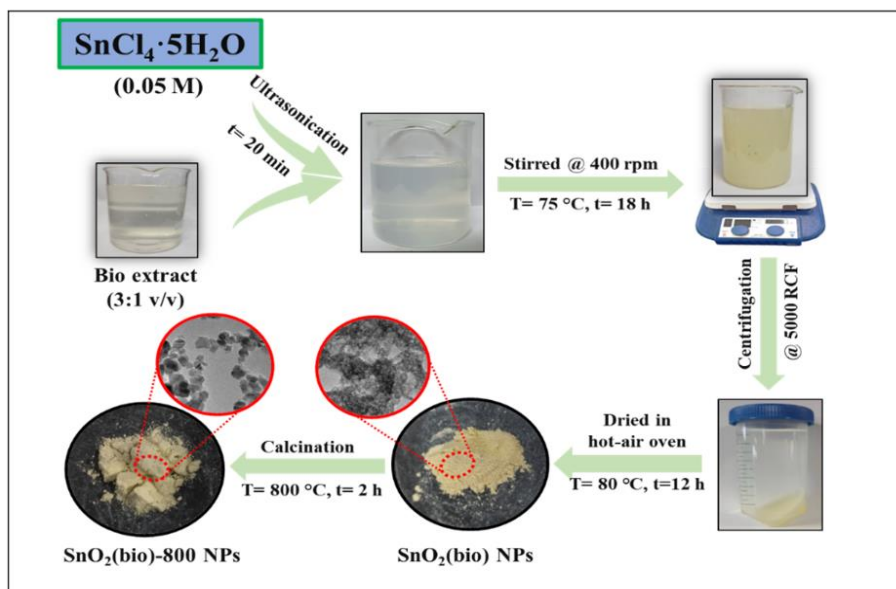 SnCl₄·5H₂O
(0.05 M)
Ultrasonication
t= 20 min
Bio extract
(3:1 v/v)
Stirred @ 400 rpm
T= 75 °C, t= 18 h
Centrifugation
@ 5000 RCF
Dried in
hot-air oven
T= 80 °C, t=12 h
SnO₂(bio) NPs
Calcination
T= 800 °C, t= 2 h
SnO₂(bio)-800 NPs